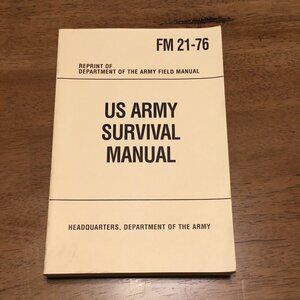 FM 21-76
REPRINT OF
DEPARTMENT OF THE ARMY FIELD MANUAL
US ARMY
SURVIVAL
MANUAL
HEADQUARTERS, DEPARTMENT OF THE ARMY